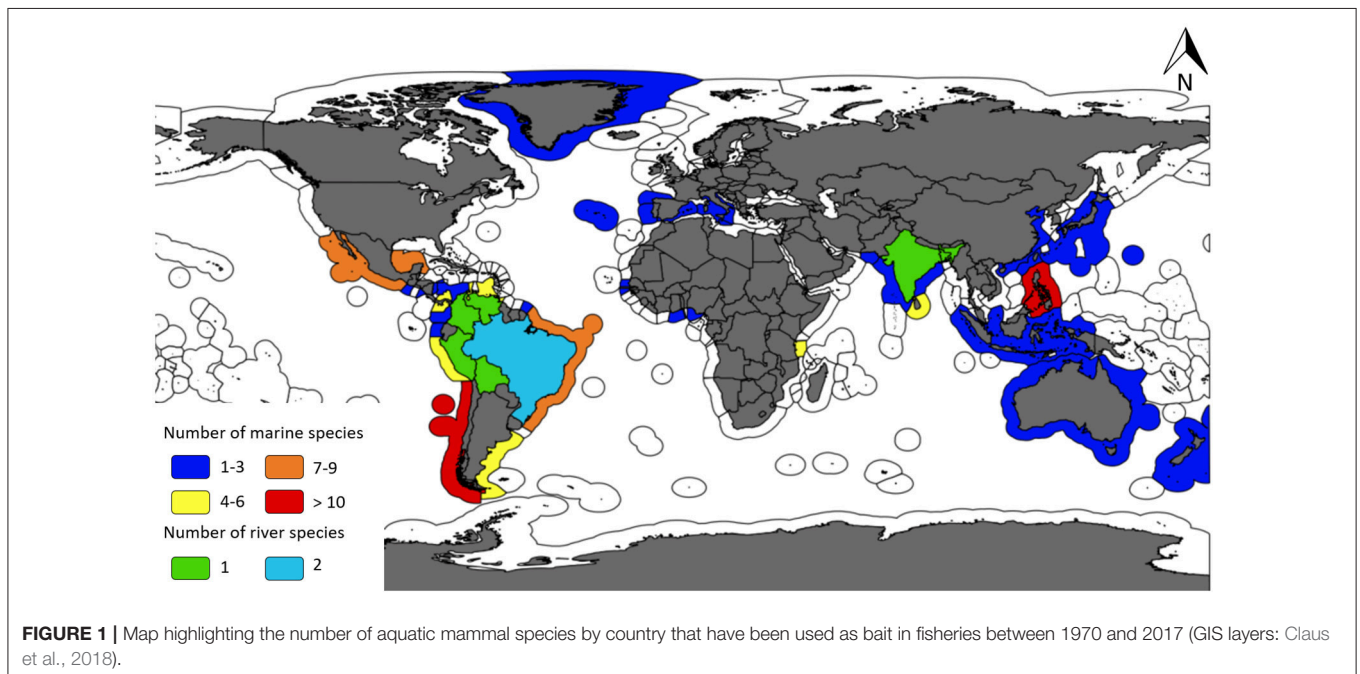 N
Number of marine species
1-3
7-9
4-6
> 10
Number of river species
1
2
FIGURE 1 | Map highlighting the number of aquatic mammal species by country that have been used as bait in fisheries between 1970 and 2017 (GIS layers: Claus
et al., 2018).